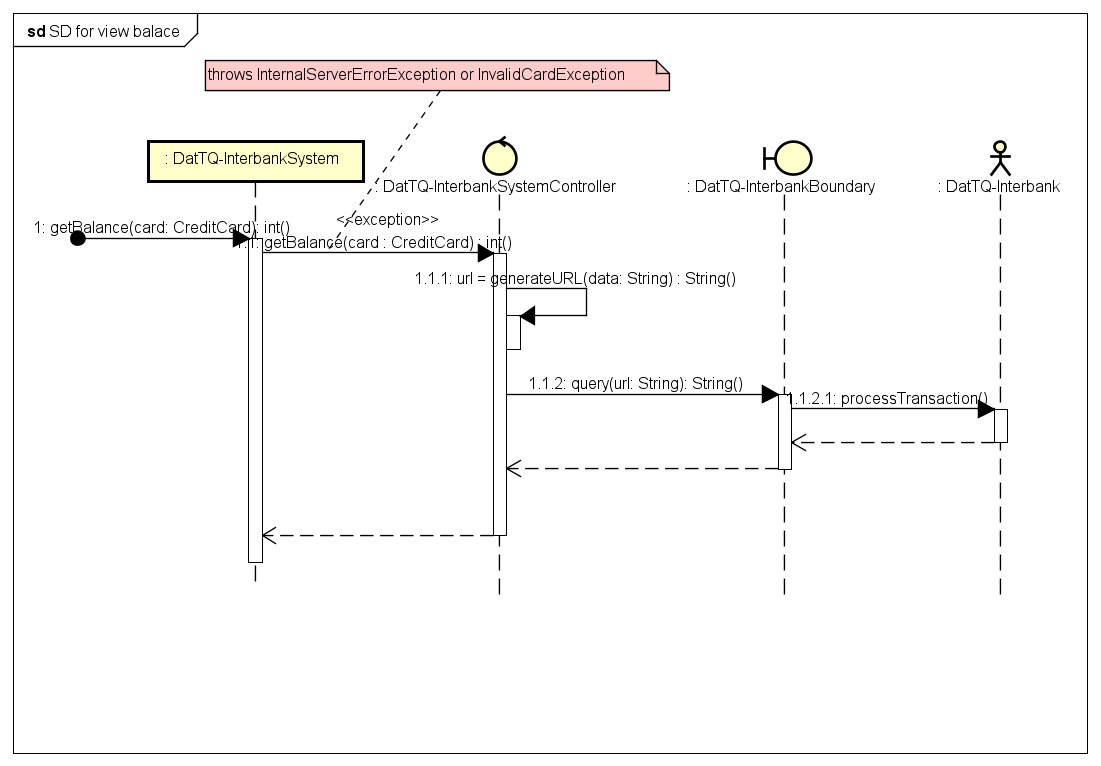 sd SD for view balace
throws InternalServerErrorException or InvalidCardException
: DatTQ-InterbankSystem
: DatTQ-InterbankSystemController
: DatTQ-InterbankBoundary
: DatTQ-Interbank
<<exception>>
1: getBalance(card: CreditCard): int()
1.1: getBalance(card : CreditCard) : int()
1.1.1: url = generateURL(data: String) : String()
1.1.2: query(url: String): String()
1.1.2.1: processTransaction()